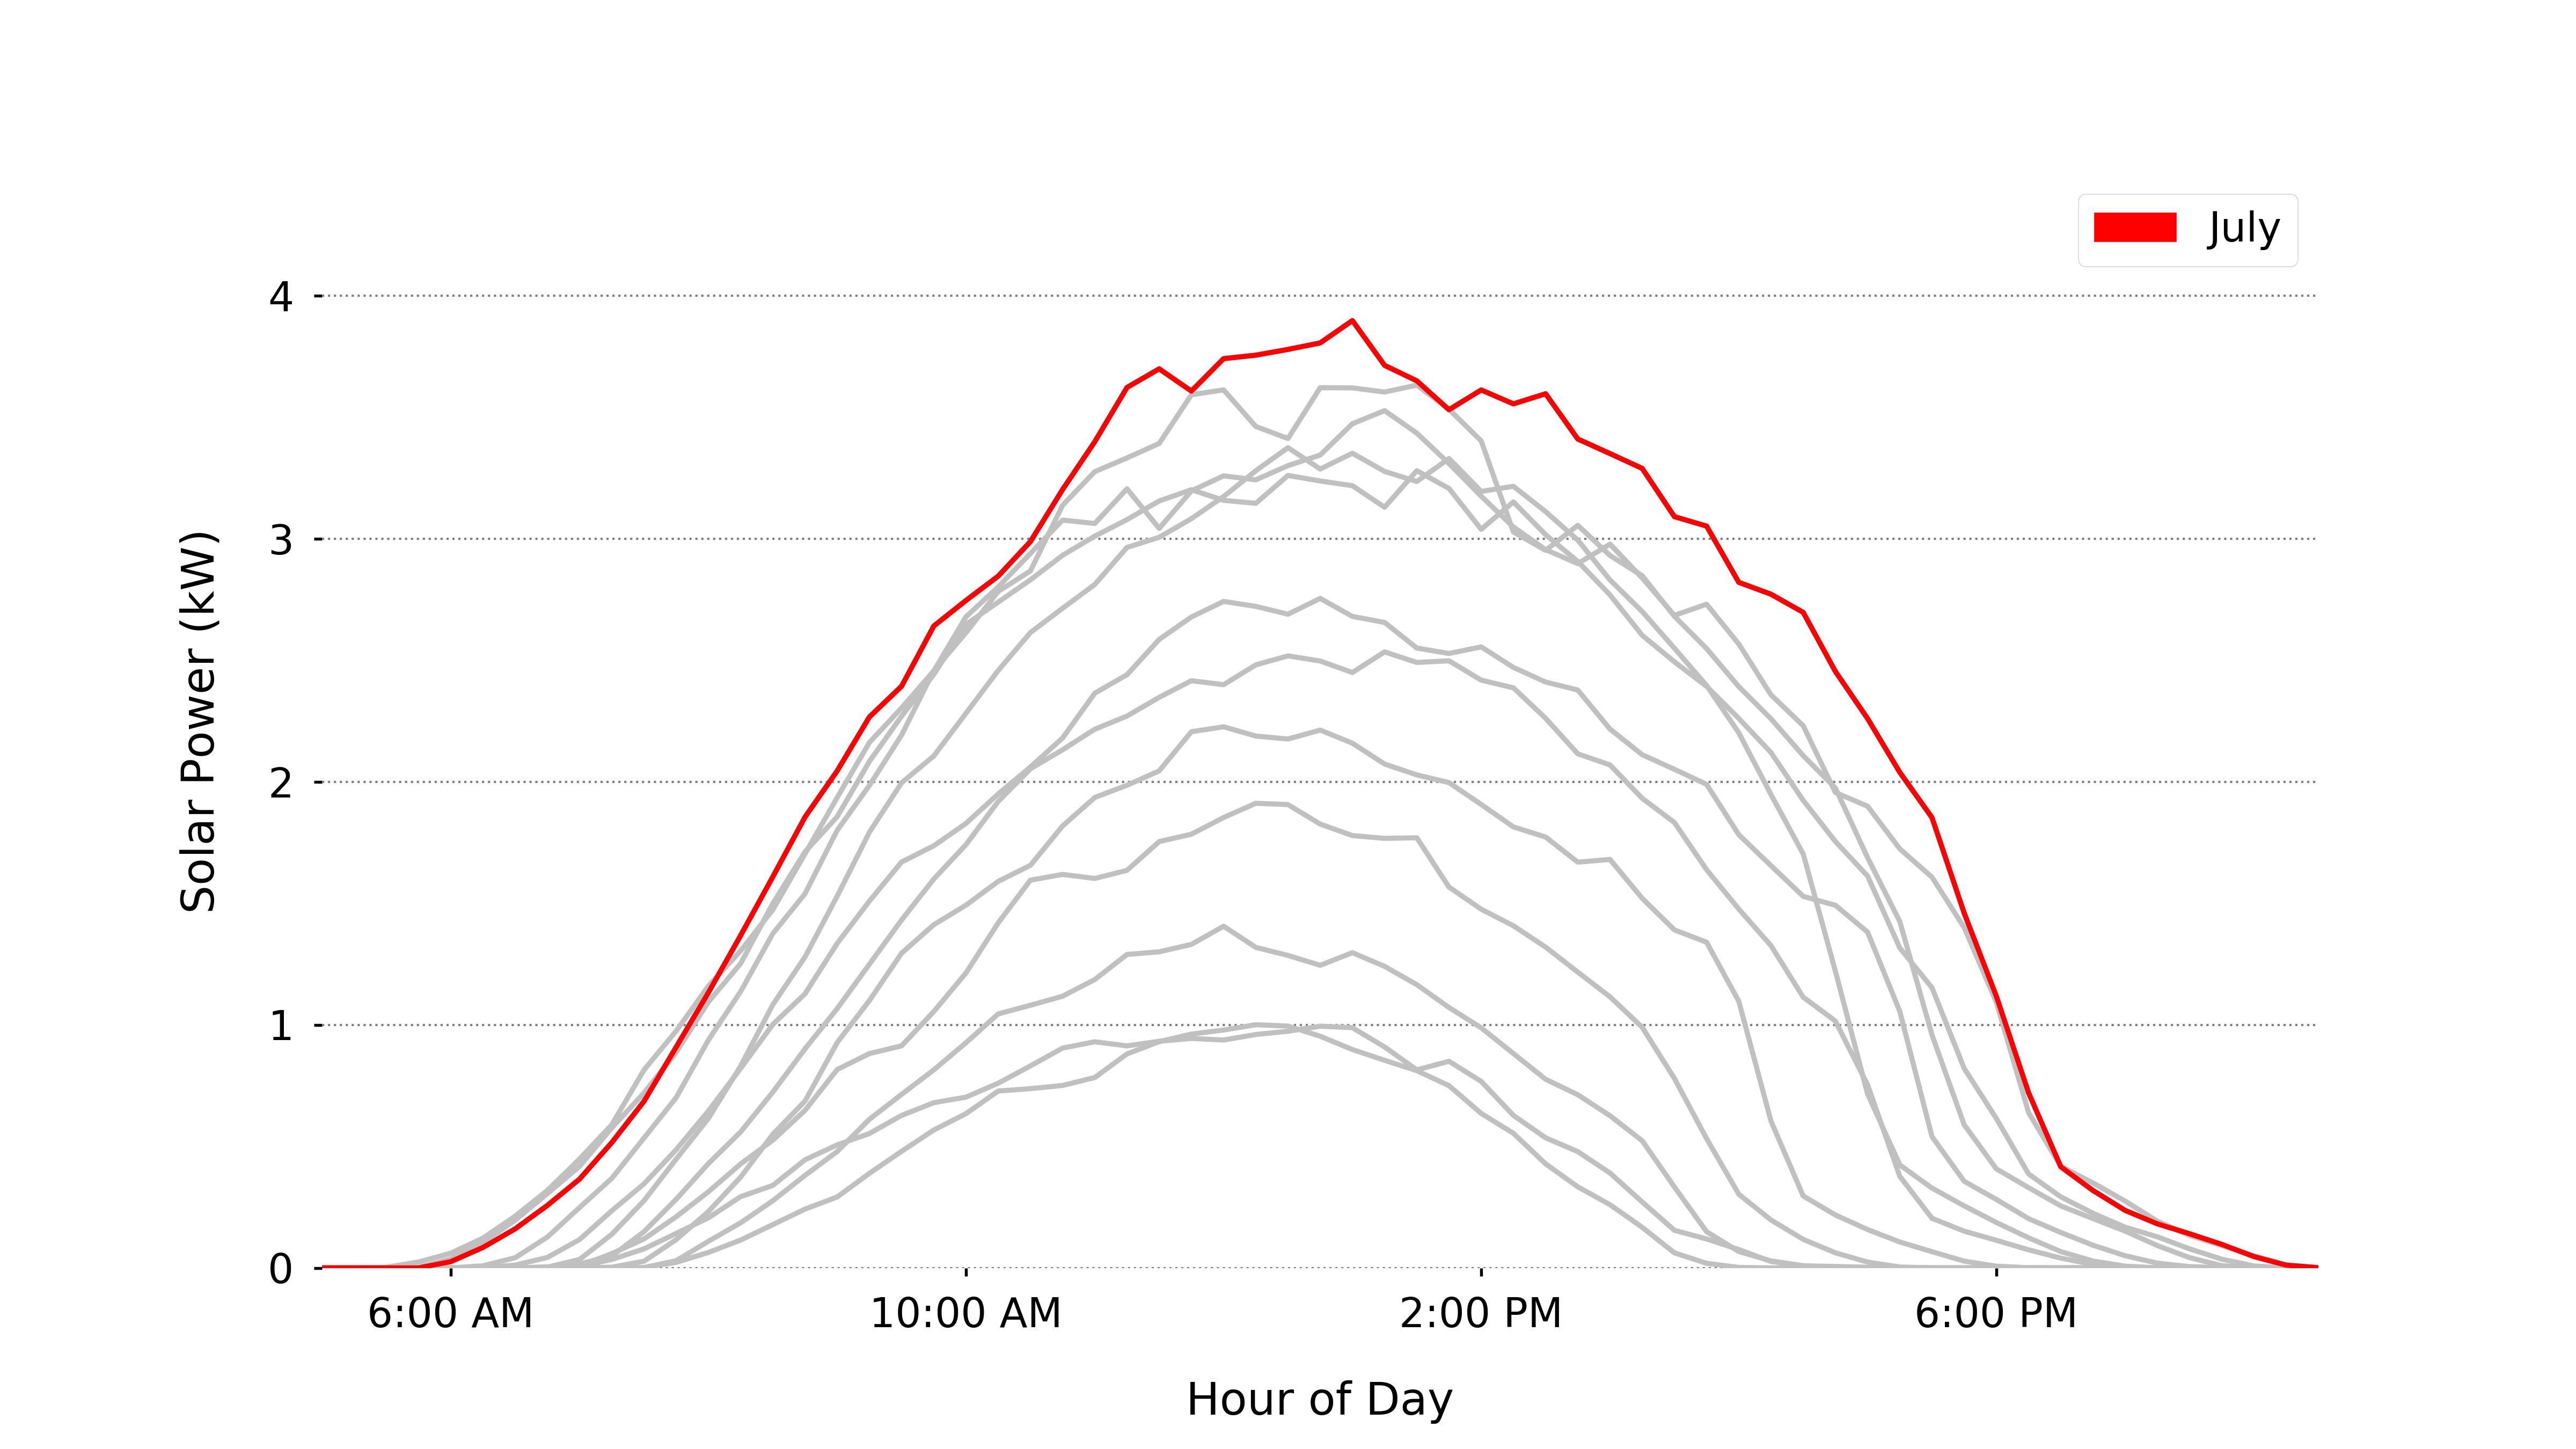 July
4
3
2
1
0
Solar Power (kW)
6:00 AM
10:00 AM
2:00 PM
6:00 PM
Hour of Day